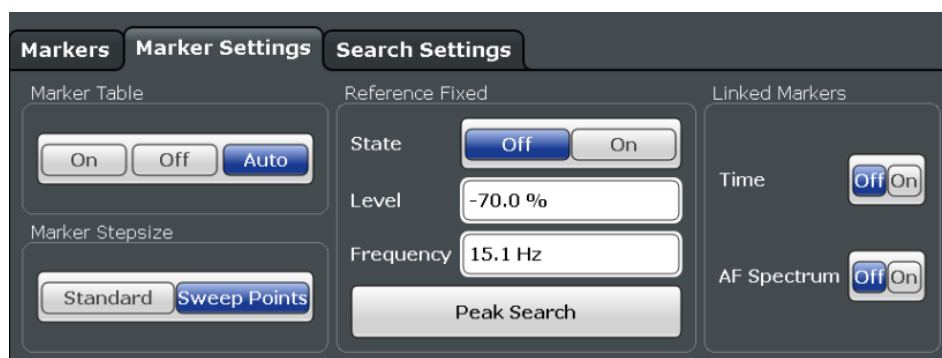 Markers Marker Settings Search Settings
Marker Table
On Off Auto
Marker Stepsize
Standard Sweep Points
Reference Fixed
State Off On
Level -70.0 %
Frequency 15.1 Hz
Peak Search
Linked Markers
Time Off On
AF Spectrum Off On